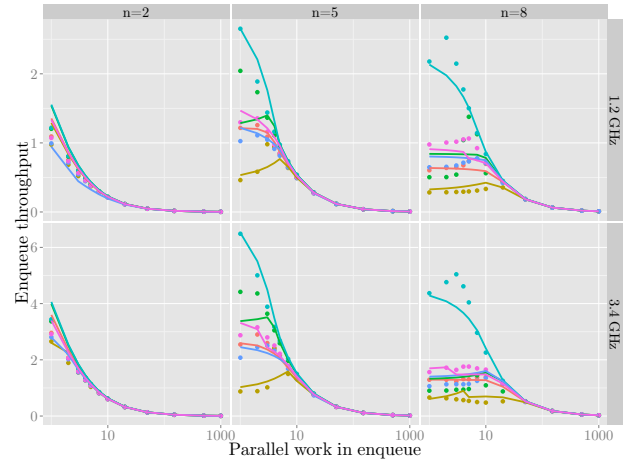 n=2 n=5 n=8
2
1
0
1.2 GHz
6
4
2
0
3.4 GHz
10 1000 10 1000 10 1000
Enqueue throughput
Parallel work in enqueue